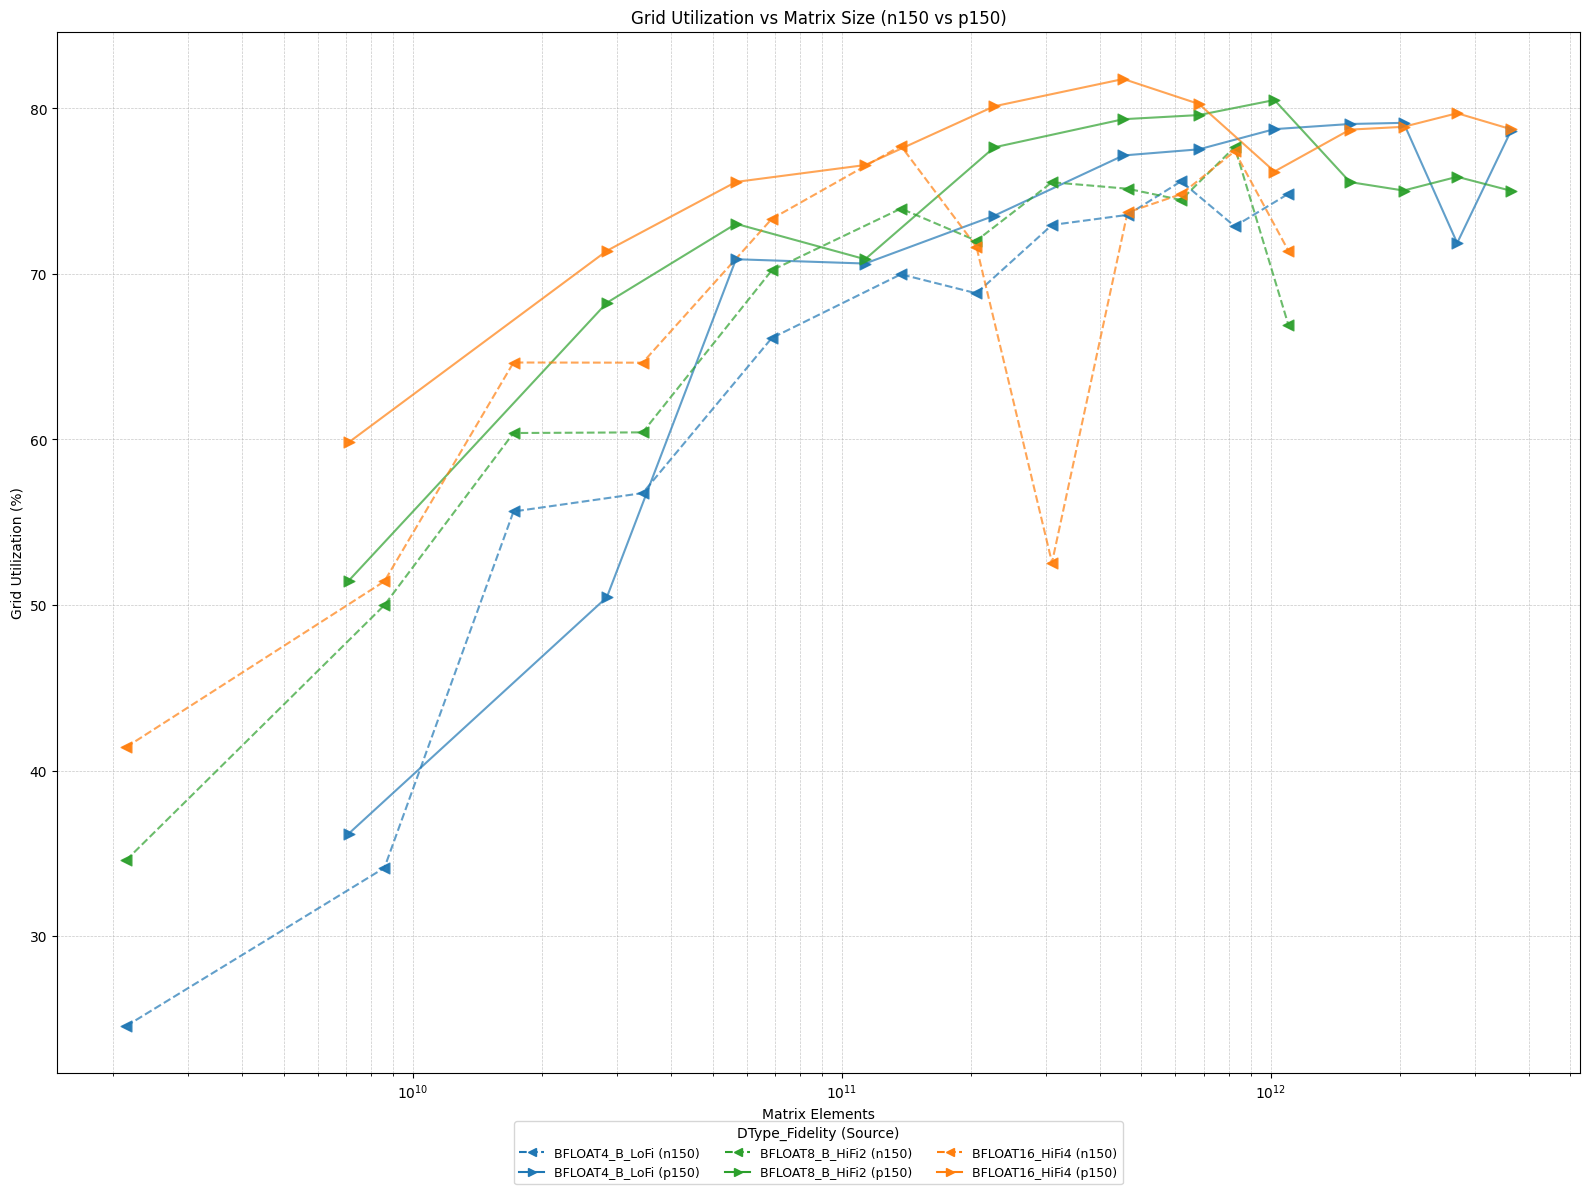 Grid Utilization vs Matrix Size (n150 vs p150)
Grid Utilization (%)
80
70
60
50
40
30
10^10
10^11
10^12
Matrix Elements
DType_Fidelity (Source)
BFLOAT4_B_LoFi (n150)
BFLOAT4_B_LoFi (p150)
BFLOAT8_B_HiFi2 (n150)
BFLOAT8_B_HiFi2 (p150)
BFLOAT16_HiFi4 (n150)
BFLOAT16_HiFi4 (p150)